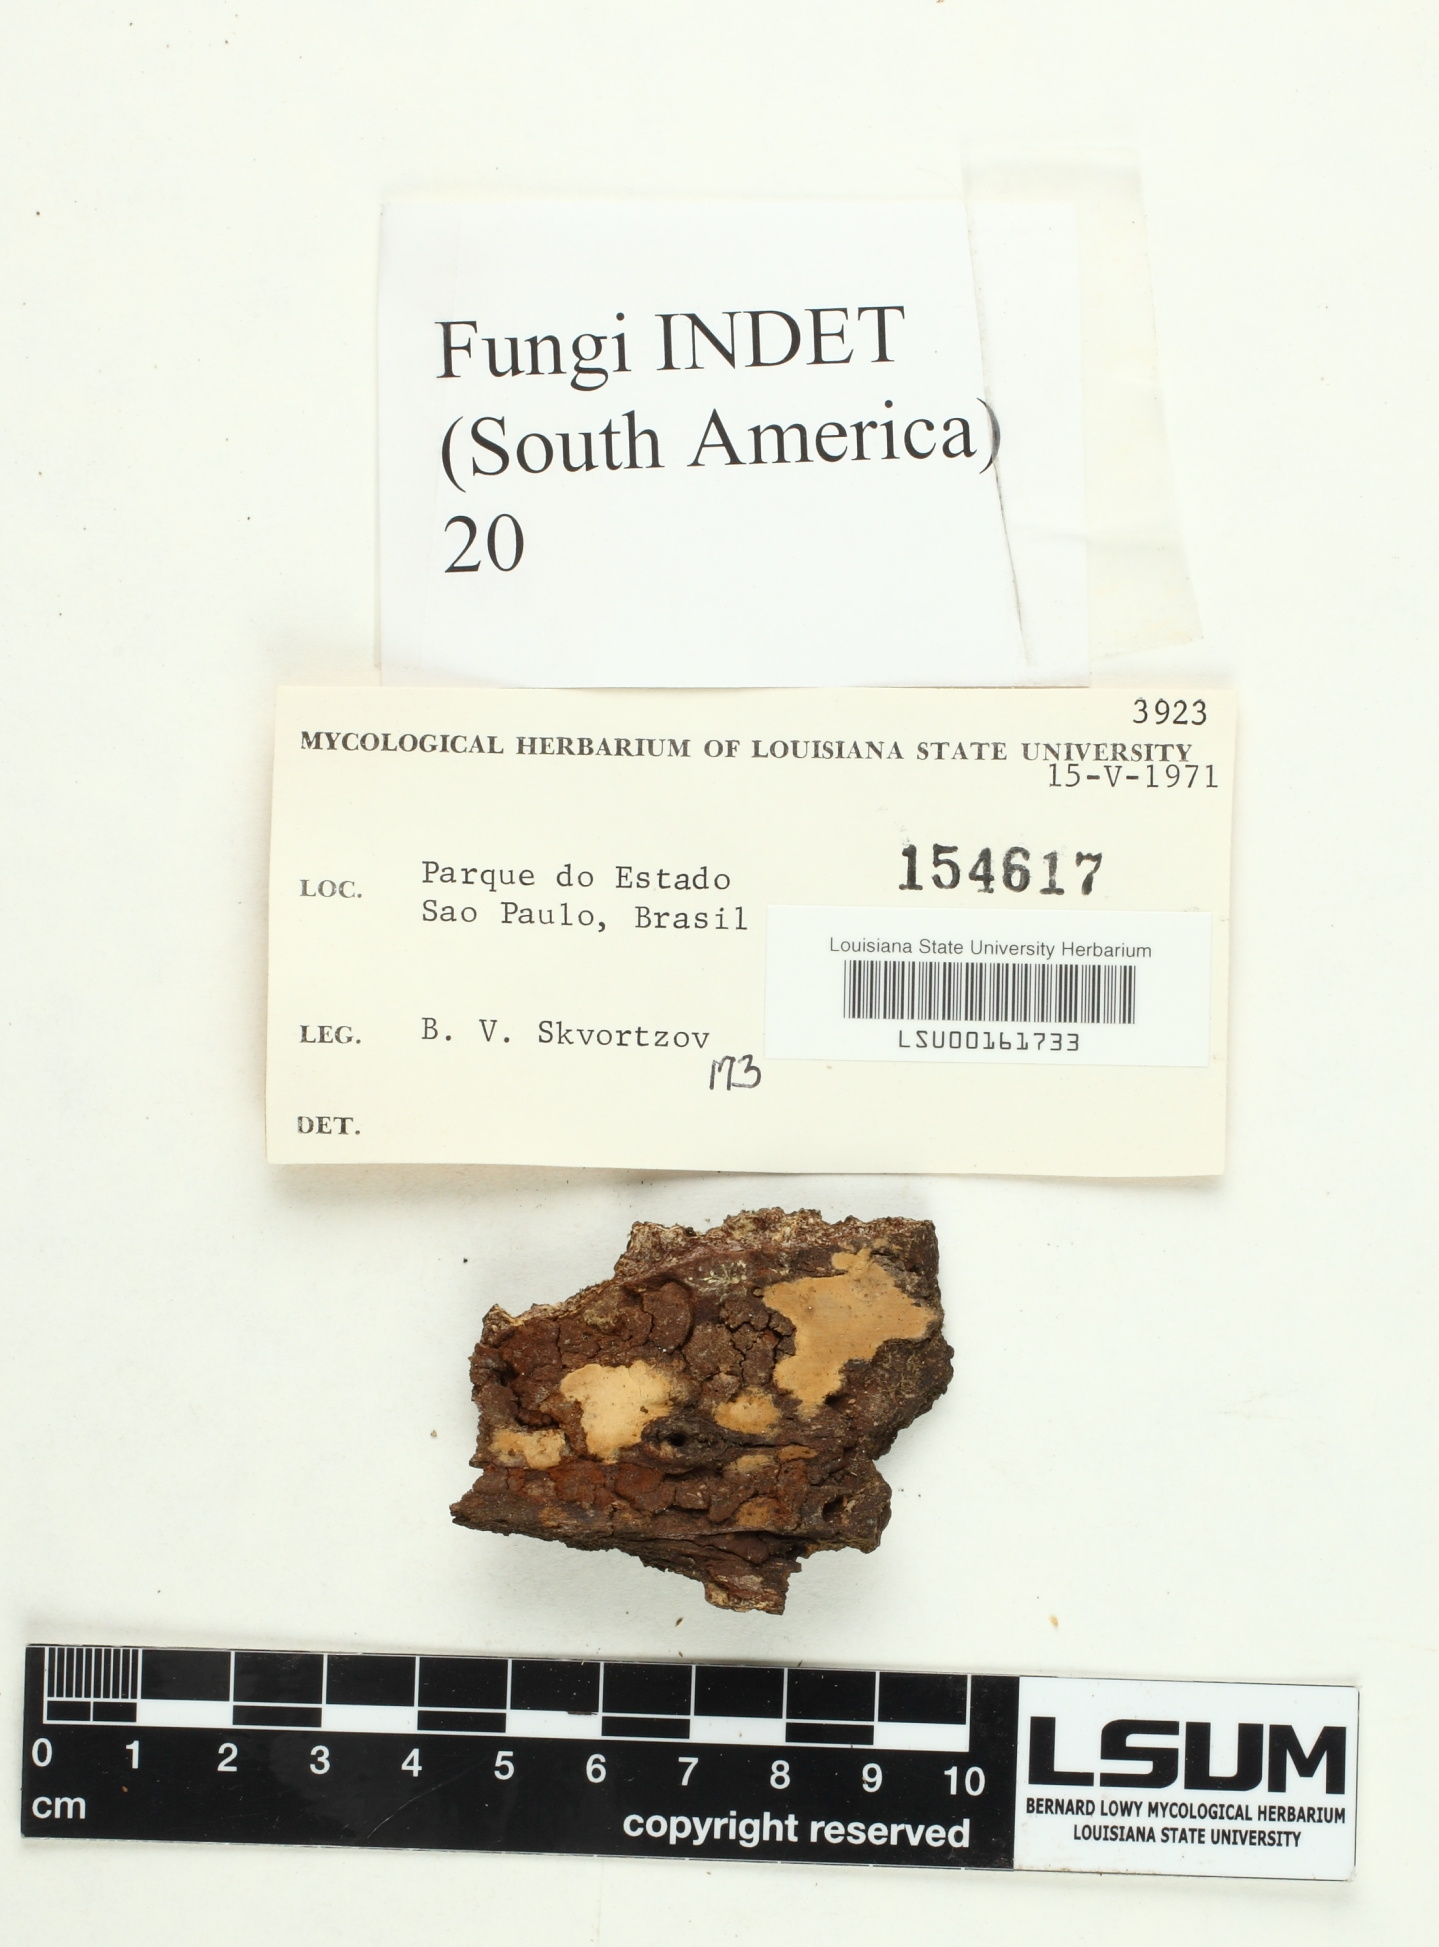 Fungi INDET
(South America)
20
3923
MYCOLOGICAL HERBARIUM OF LOUISIANA STATE UNIVERSITY
15-V-1971
154617
LOC. Parque do Estado
Sao Paulo, Brasil
Louisiana State University Herbarium
LSU00161733
LEG. B. V. Skvortzov
173
DET.
0 1 2 3 4 5 6 7 8 9 10
cm
copyright reserved
LSUM
BERNARD LOWY MYCOLOGICAL HERBARIUM
LOUISIANA STATE UNIVERSITY